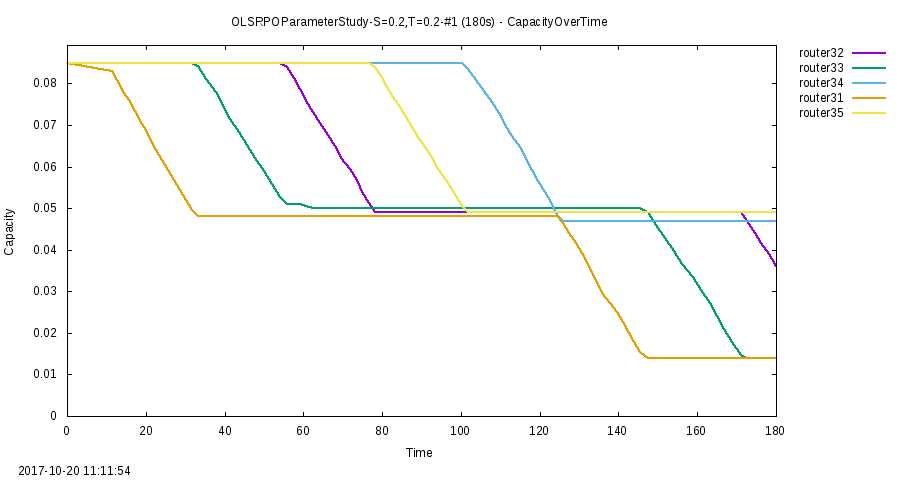 OLSRPOParameterStudy-S=0.2,T=0.2-#1 (180s) - CapacityOverTime
router32
router33
router34
router31
router35
0.08
0.07
0.06
0.05
0.04
0.03
0.02
0.01
0
Capacity
0 20 40 60 80 100 120 140 160 180
Time
2017-10-20 11:11:54